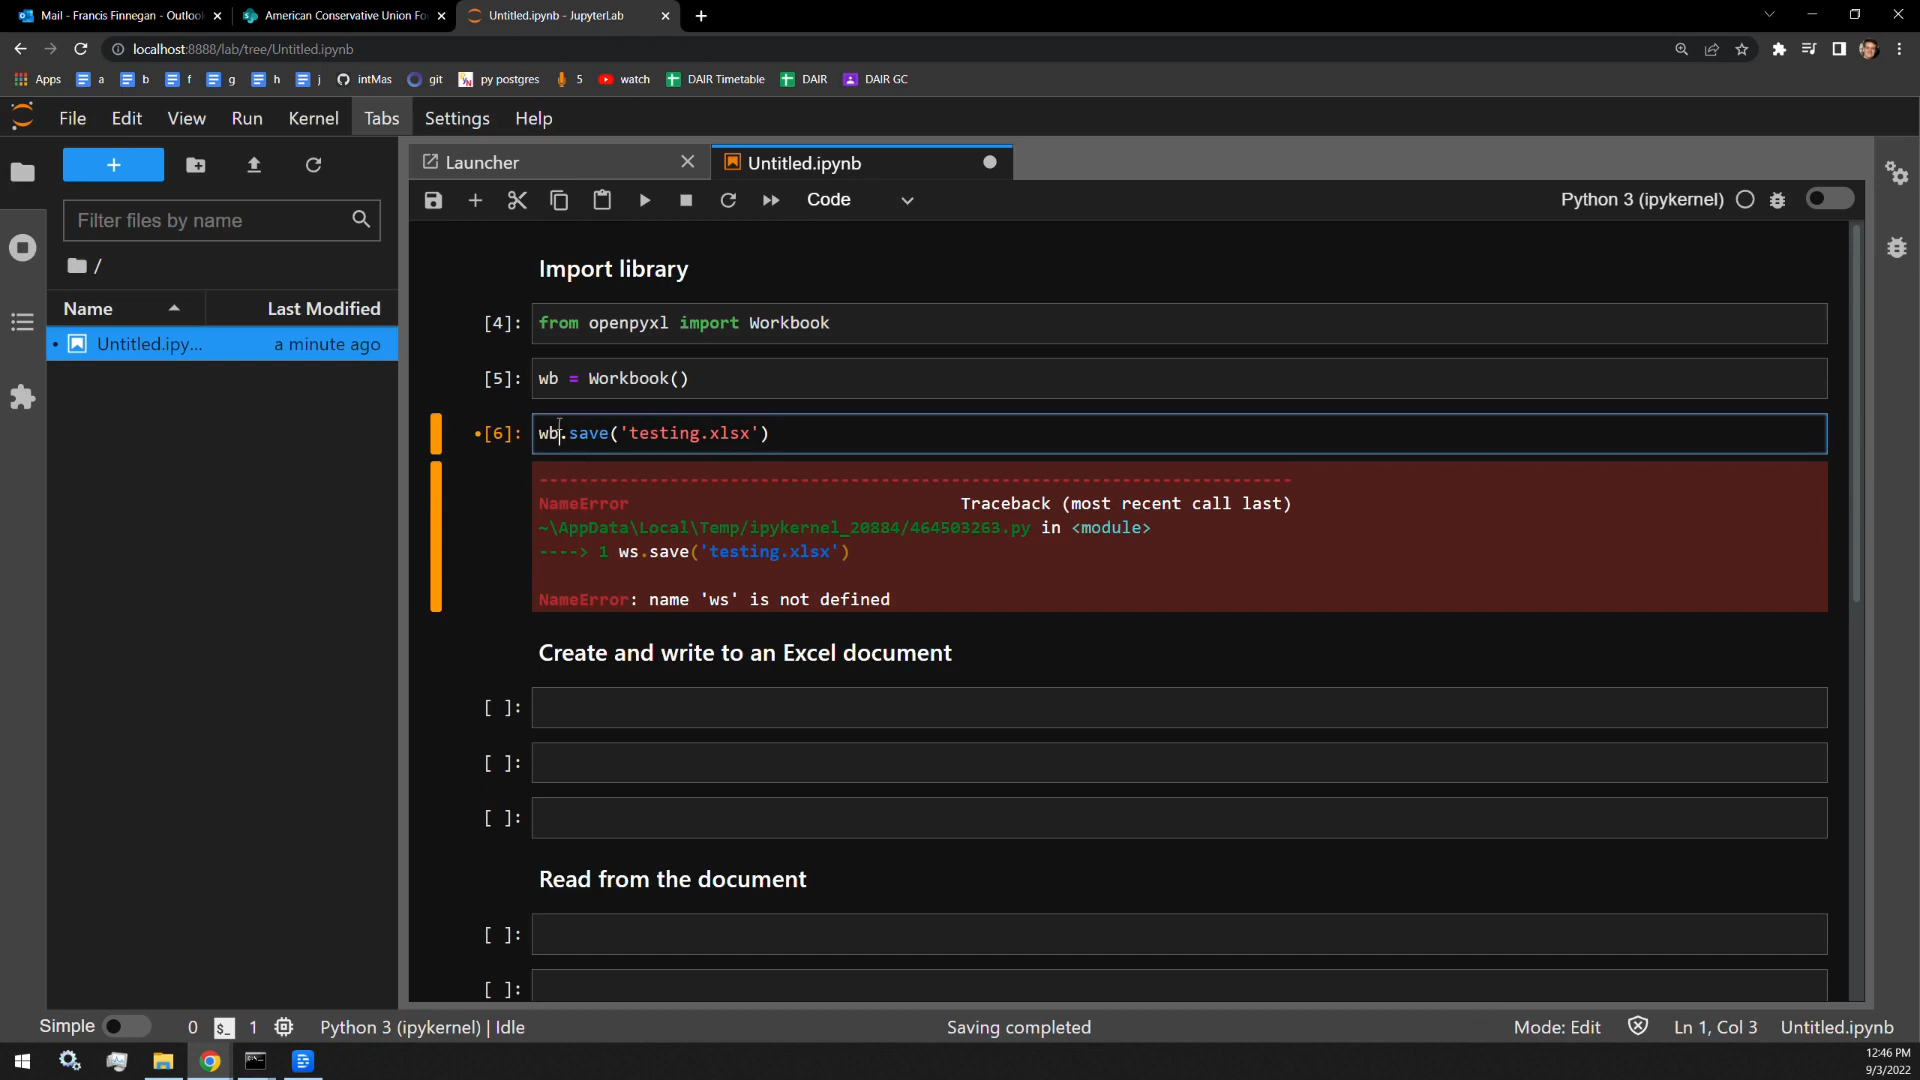 Mail - Francis Finnegan - Outlook
American Conservative Union Fo
Untitled.ipynb - JupyterLab
localhost:8888/lab/tree/Untitled.ipynb
Apps a b f g h j intMas git py postgres 5 watch DAIR Timetable DAIR DAIR GC
File Edit View Run Kernel Tabs Settings Help
+
Filter files by name
/
Name Last Modified
Untitled.ipy... a minute ago
Launcher
Untitled.ipynb
Code
Python 3 (ipykernel)
Import library
[4]: from openpyxl import Workbook
[5]: wb = Workbook()
•[6]: wb.save('testing.xlsx')
---------------------------------------------------------------------------
NameError Traceback (most recent call last)
~\AppData\Local\Temp/ipykernel_20884/464503263.py in <module>
----> 1 ws.save('testing.xlsx')
NameError: name 'ws' is not defined
Create and write to an Excel document
[ ]:
[ ]:
[ ]:
Read from the document
[ ]:
[ ]:
Simple 0 $_ 1 Python 3 (ipykernel) | Idle Saving completed Mode: Edit Ln 1, Col 3 Untitled.ipynb
12:46 PM
9/3/2022